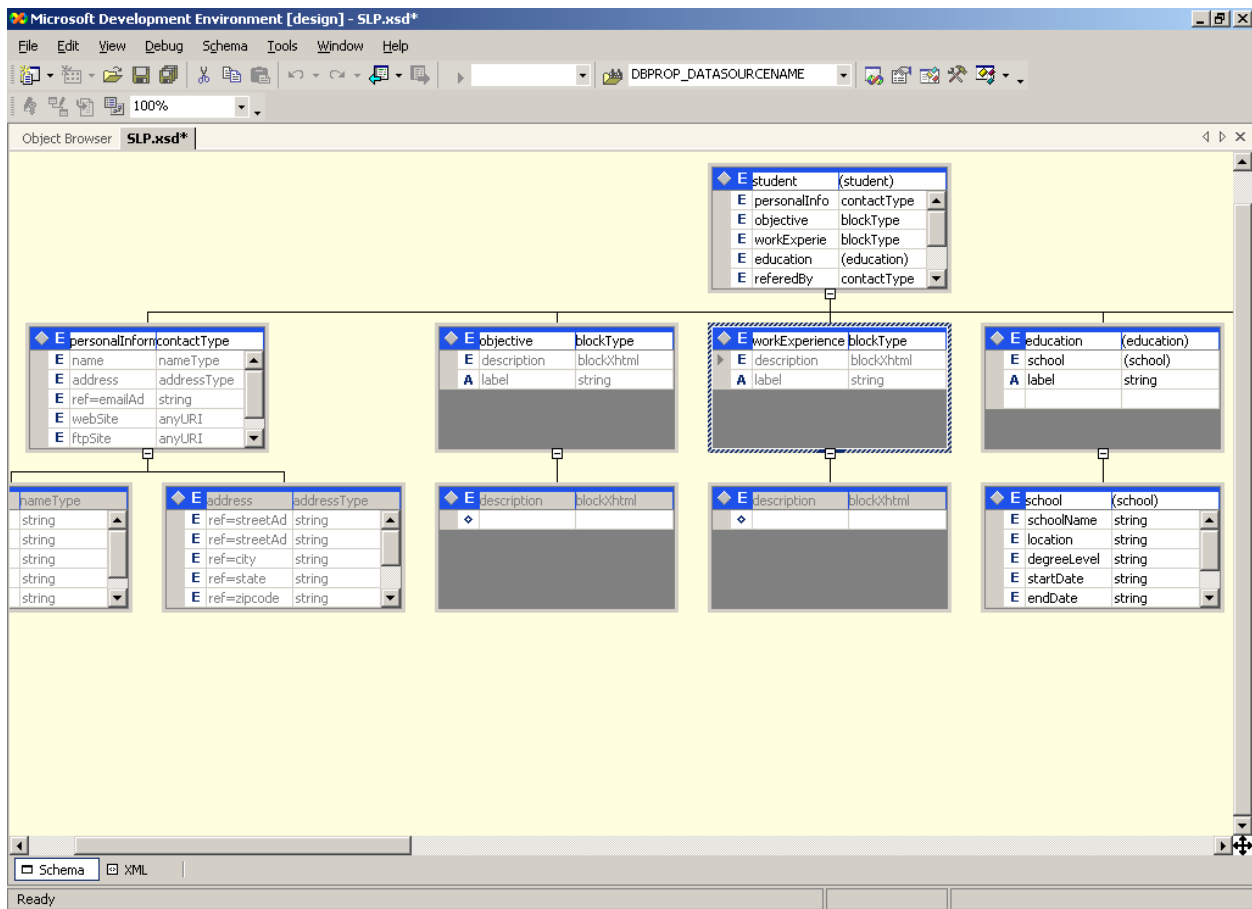 Microsoft Development Environment [design] - SLP.xsd*
File Edit View Debug Schema Tools Window Help
DBPROP_DATASOURCENAME
100%
Object Browser SLP.xsd*
E student (student)
E personalInfo contactType
E objective blockType
E workExperie blockType
E education (education)
E referedBy contactType
E personalInform contactType
E name nameType
E address addressType
E ref=emailAd string
E webSite anyURI
E ftpSite anyURI
E objective blockType
E description blockXhtml
A label string
E workExperience blockType
E description blockXhtml
A label string
E education (education)
E school (school)
A label string
nameType
string
string
string
string
string
E address addressType
E ref=streetAd string
E ref=streetAd string
E ref=city string
E ref=state string
E ref=zipcode string
E description blockXhtml
E description blockXhtml
E school (school)
E schoolName string
E location string
E degreeLevel string
E startDate string
E endDate string
Schema XML
Ready